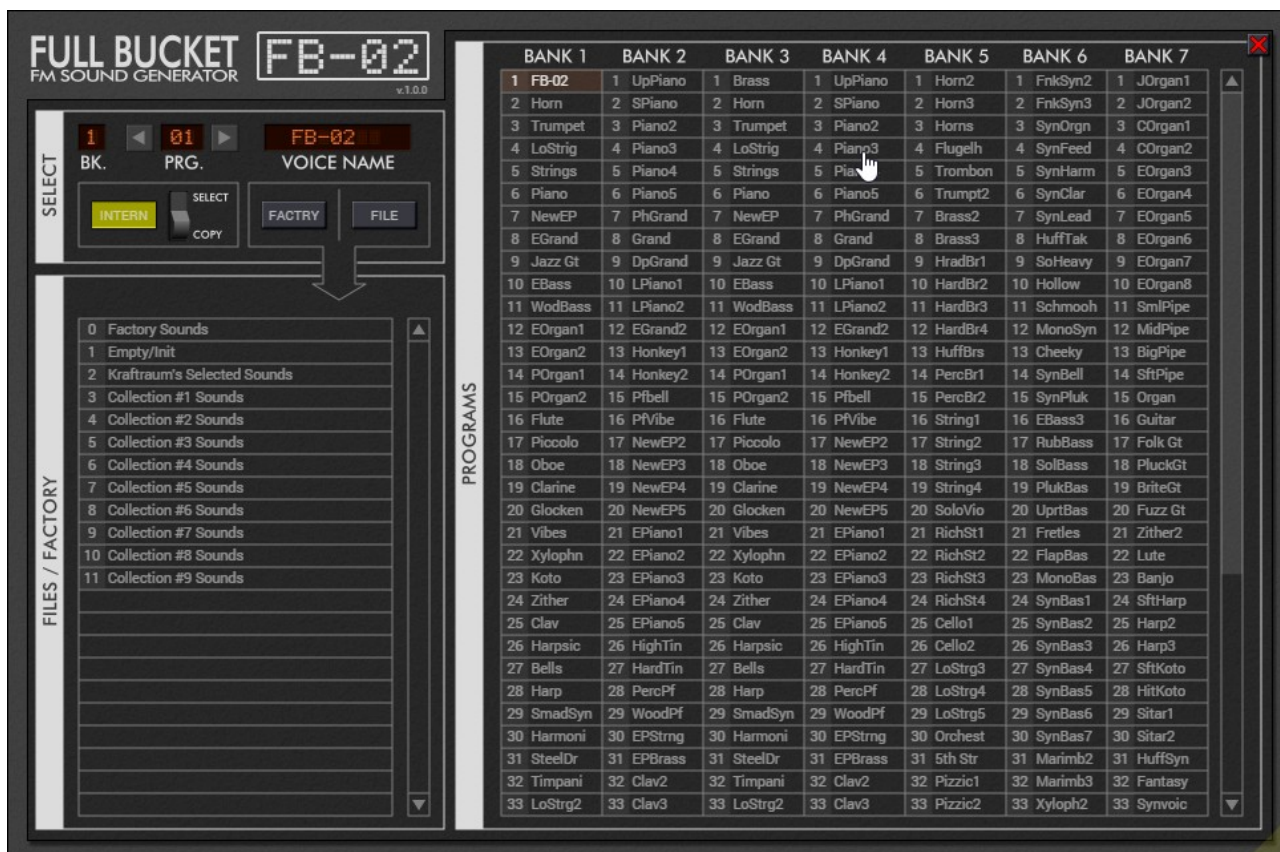 FULL BUCKET
FM SOUND GENERATOR
FB-02
v.1.0.0
SELECT
1 01 FB-02
BK. PRG. VOICE NAME
INTERN SELECT COPY FACTRY FILE
FILES / FACTORY
0 Factory Sounds
1 Empty/Init
2 Kraftraum's Selected Sounds
3 Collection #1 Sounds
4 Collection #2 Sounds
5 Collection #3 Sounds
6 Collection #4 Sounds
7 Collection #5 Sounds
8 Collection #6 Sounds
9 Collection #7 Sounds
10 Collection #8 Sounds
11 Collection #9 Sounds
PROGRAMS
BANK 1 BANK 2 BANK 3 BANK 4 BANK 5 BANK 6 BANK 7
1 FB-02 1 UpPiano 1 Brass 1 UpPiano 1 Horn2 1 FnkSyn2 1 JOrgan1
2 Horn 2 SPiano 2 Horn 2 SPiano 2 Horn3 2 FnkSyn3 2 JOrgan2
3 Trumpet 3 Piano2 3 Trumpet 3 Piano2 3 Horns 3 SynOrgn 3 COrgan1
4 LoStrig 4 Piano3 4 LoStrig 4 Piano3 4 Flugelh 4 SynFeed 4 COrgan2
5 Strings 5 Piano4 5 Strings 5 5 Trombon 5 SynHarm 5 EOrgan3
6 Piano 6 Piano5 6 Piano 6 Piano5 6 Trumpt2 6 SynClar 6 EOrgan4
7 NewEP 7 PhGrand 7 NewEP 7 PhGrand 7 Brass2 7 SynLead 7 EOrgan5
8 EGrand 8 Grand 8 EGrand 8 Grand 8 Brass3 8 HuffTak 8 EOrgan6
9 Jazz Gt 9 DpGrand 9 Jazz Gt 9 DpGrand 9 HradBr1 9 SoHeavy 9 EOrgan7
10 EBass 10 LPiano1 10 EBass 10 LPiano1 10 HardBr2 10 Hollow 10 EOrgan8
11 WodBass 11 LPiano2 11 WodBass 11 LPiano2 11 HardBr3 11 Schmooh 11 SmlPipe
12 EOrgan1 12 EGrand2 12 EOrgan1 12 EGrand2 12 HardBr4 12 MonoSyn 12 MidPipe
13 EOrgan2 13 Honkey1 13 EOrgan2 13 Honkey1 13 HuffBrs 13 Cheeky 13 BigPipe
14 POrgan1 14 Honkey2 14 POrgan1 14 Honkey2 14 PercBr1 14 SynBell 14 SftPipe
15 POrgan2 15 Pfbell 15 POrgan2 15 Pfbell 15 PercBr2 15 SynPluk 15 Organ
16 Flute 16 PfVibe 16 Flute 16 PfVibe 16 String1 16 EBass3 16 Guitar
17 Piccolo 17 NewEP2 17 Piccolo 17 NewEP2 17 String2 17 RubBass 17 Folk Gt
18 Oboe 18 NewEP3 18 Oboe 18 NewEP3 18 String3 18 SolBass 18 PluckGt
19 Clarine 19 NewEP4 19 Clarine 19 NewEP4 19 String4 19 PlukBas 19 BriteGt
20 Glocken 20 NewEP5 20 Glocken 20 NewEP5 20 SoloVio 20 UprtBas 20 Fuzz Gt
21 Vibes 21 EPiano1 21 Vibes 21 EPiano1 21 RichSt1 21 Fretles 21 Zither2
22 Xylophn 22 EPiano2 22 Xylophn 22 EPiano2 22 RichSt2 22 FlapBas 22 Lute
23 Koto 23 EPiano3 23 Koto 23 EPiano3 23 RichSt3 23 MonoBas 23 Banjo
24 Zither 24 EPiano4 24 Zither 24 EPiano4 24 RichSt4 24 SynBas1 24 SftHarp
25 Clav 25 EPiano5 25 Clav 25 EPiano5 25 Cello1 25 SynBas2 25 Harp2
26 Harpsic 26 HighTin 26 Harpsic 26 HighTin 26 Cello2 26 SynBas3 26 Harp3
27 Bells 27 HardTin 27 Bells 27 HardTin 27 LoStrg3 27 SynBas4 27 SftKoto
28 Harp 28 PercPf 28 Harp 28 PercPf 28 LoStrg4 28 SynBas5 28 HitKoto
29 SmadSyn 29 WoodPf 29 SmadSyn 29 WoodPf 29 LoStrg5 29 SynBas6 29 Sitar1
30 Harmoni 30 EPStrng 30 Harmoni 30 EPStrng 30 Orchest 30 SynBas7 30 Sitar2
31 SteelDr 31 EPBrass 31 SteelDr 31 EPBrass 31 5th Str 31 Marimb2 31 HuffSyn
32 Timpani 32 Clav2 32 Timpani 32 Clav2 32 Pizzic1 32 Marimb3 32 Fantasy
33 LoStrg2 33 Clav3 33 LoStrg2 33 Clav3 33 Pizzic2 33 Xyloph2 33 Synvoic